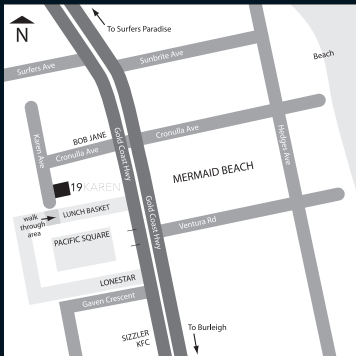 To Surfers Paradise
N
Surfers Ave
Sunbrite Ave
Beach
Karen Ave
BOB JANE
Cronulla Ave
Gold Coast Hwy
Cronulla Ave
Hedges Ave
MERMAID BEACH
19 KAREN
walk
through
area
LUNCH BASKET
Gold Coast Hwy
Ventura Rd
PACIFIC SQUARE
LONESTAR
Gaven Crescent
To Burleigh
SIZZLER
KFC